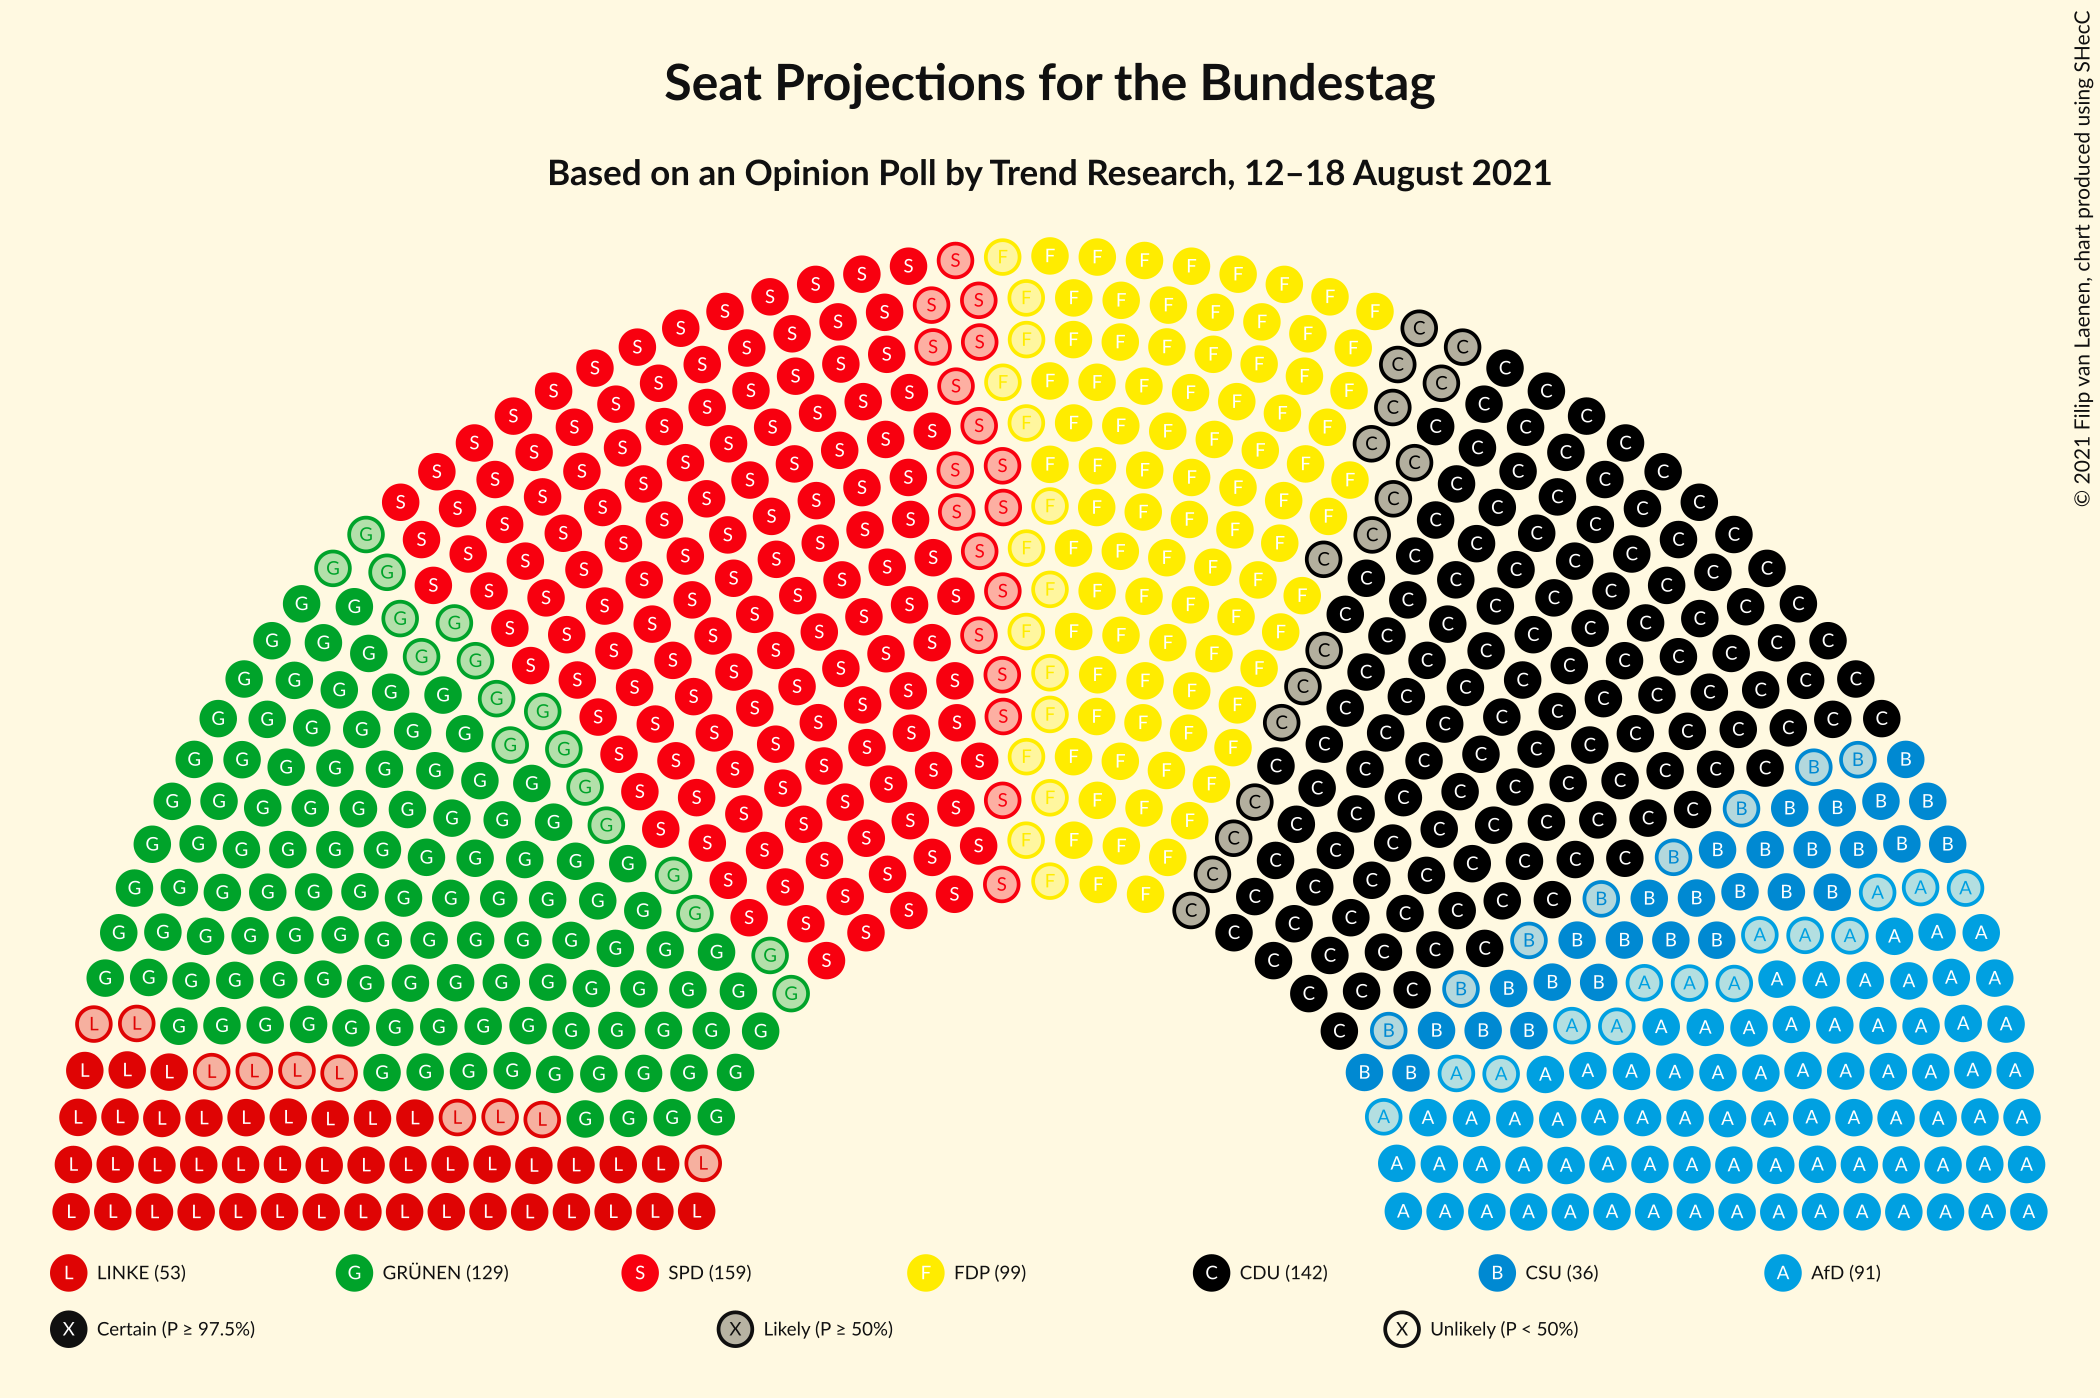 Seat Projections for the Bundestag
Based on an Opinion Poll by Trend Research, 12–18 August 2021
© 2021 Filip van Laenen, chart produced using SHecC
L LINKE (53) G GRÜNEN (129) S SPD (159) F FDP (99) C CDU (142) B CSU (36) A AfD (91)
X Certain (P ≥ 97.5%) X Likely (P ≥ 50%) X Unlikely (P < 50%)